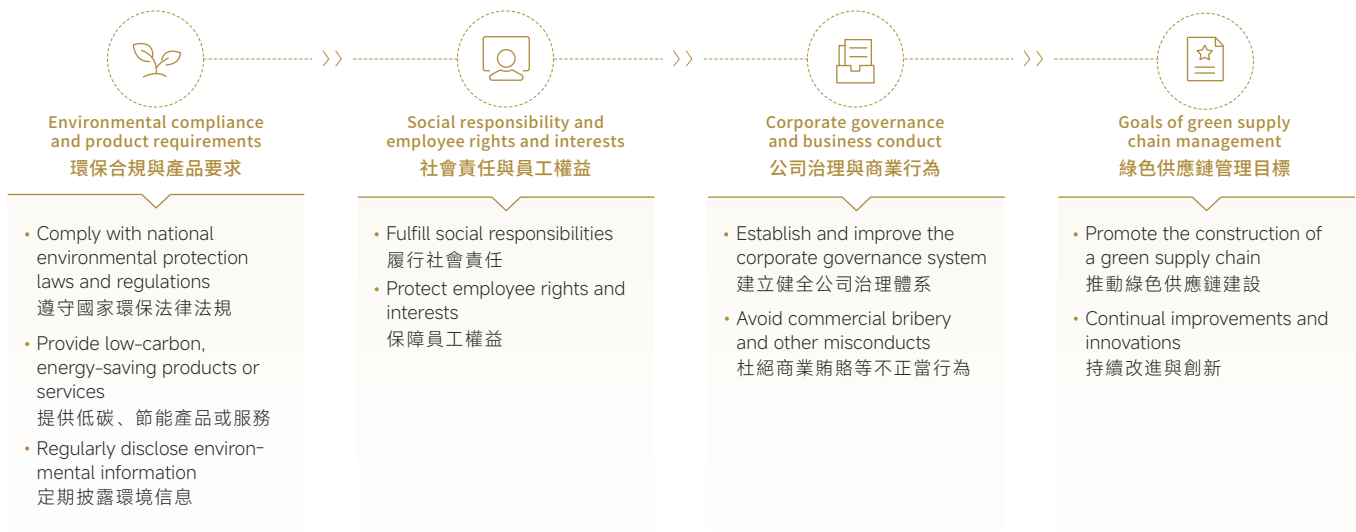 Environmental compliance
and product requirements
環保合規與產品要求
• Comply with national
environmental protection
laws and regulations
遵守國家環保法律法規
• Provide low-carbon,
energy-saving products or
services
提供低碳、節能產品或服務
• Regularly disclose environ-
mental information
定期披露環境信息
Social responsibility and
employee rights and interests
社會責任與員工權益
• Fulfill social responsibilities
履行社會責任
• Protect employee rights and
interests
保障員工權益
Corporate governance
and business conduct
公司治理與商業行為
• Establish and improve the
corporate governance system
建立健全公司治理體系
• Avoid commercial bribery
and other misconducts
杜絕商業賄賂等不正當行為
Goals of green supply
chain management
綠色供應鏈管理目標
• Promote the construction of
a green supply chain
推動綠色供應鏈建設
• Continual improvements and
innovations
持續改進與創新